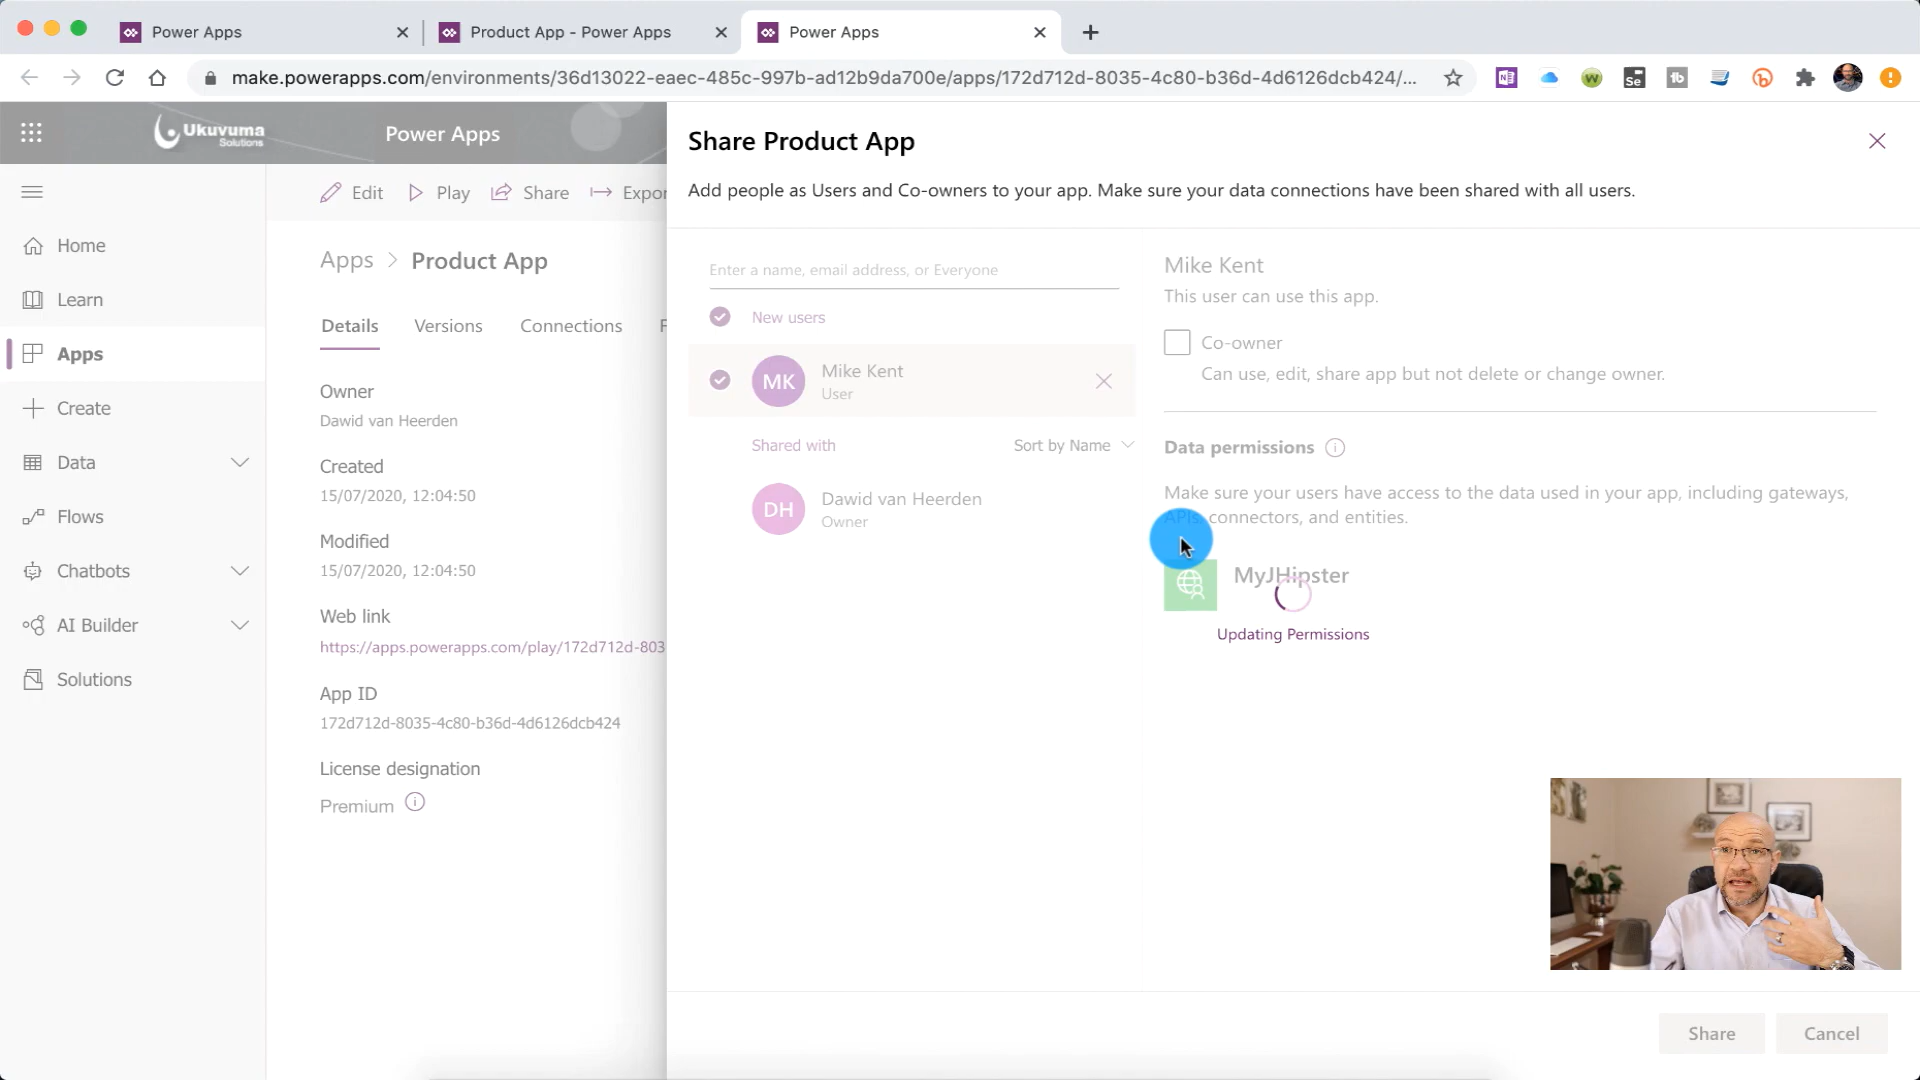 Power Apps
Product App - Power Apps
Power Apps
make.powerapps.com/environments/36d13022-eaec-485c-997b-ad12b9da700e/apps/172d712d-8035-4c80-b36d-4d6126dcb424/...
Se
Ukuvuma
Solutions
Power Apps
Home
Learn
Apps
Create
Data
Flows
Chatbots
AI Builder
Solutions
Edit
Play
Share
Expor
Apps > Product App
Details
Versions
Connections
F
Owner
Dawid van Heerden
Created
15/07/2020, 12:04:50
Modified
15/07/2020, 12:04:50
Web link
https://apps.powerapps.com/play/172d712d-803
App ID
172d712d-8035-4c80-b36d-4d6126dcb424
License designation
Premium
Share Product App
Add people as Users and Co-owners to your app. Make sure your data connections have been shared with all users.
Enter a name, email address, or Everyone
New users
MK
Mike Kent
User
Shared with
Sort by Name
DH
Dawid van Heerden
Owner
Mike Kent
This user can use this app.
Co-owner
Can use, edit, share app but not delete or change owner.
Data permissions
Make sure your users have access to the data used in your app, including gateways,
APIs, connectors, and entities.
MyJHipster
Updating Permissions
Share
Cancel